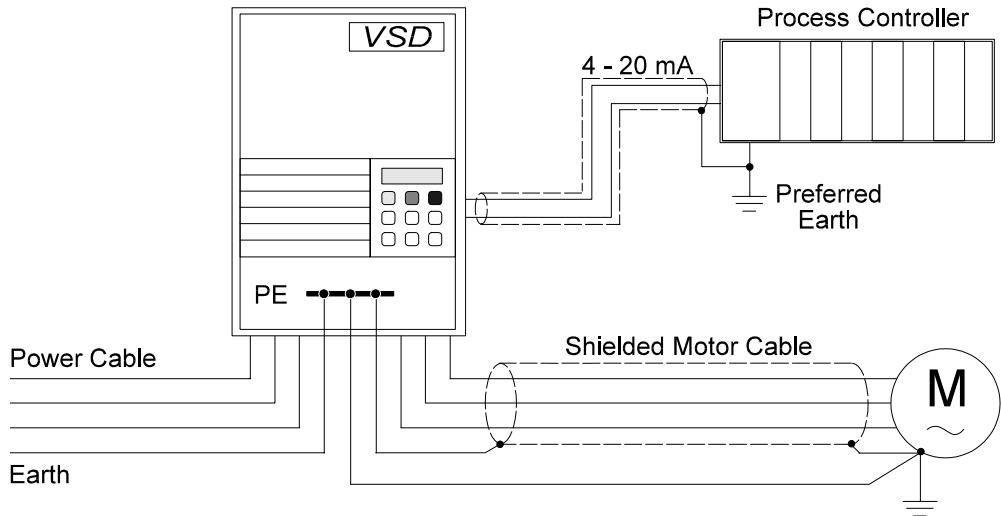 VSD
Process Controller
4 - 20 mA
Preferred
Earth
PE
Power Cable
Shielded Motor Cable
M
~
Earth